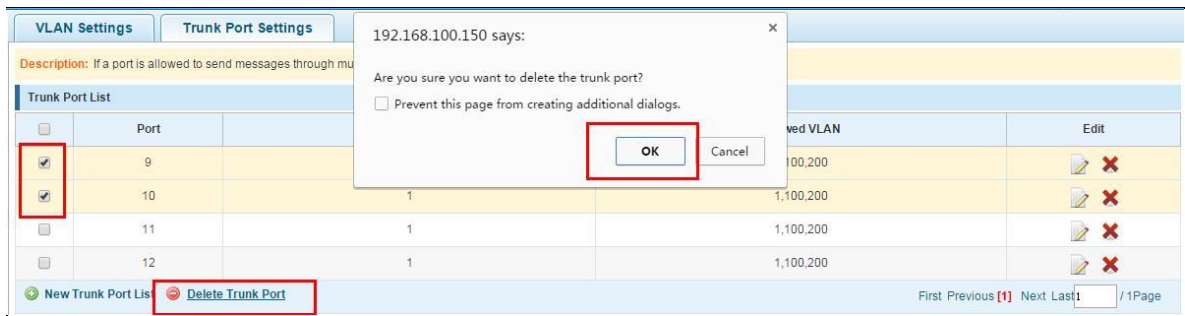 VLAN Settings Trunk Port Settings
192.168.100.150 says: ×
Description: If a port is allowed to send messages through mu
Are you sure you want to delete the trunk port?
Prevent this page from creating additional dialogs.
OK Cancel
Trunk Port List
Port wed VLAN Edit
9 100,200
10 1 1,100,200
11 1 1,100,200
12 1 1,100,200
New Trunk Port List Delete Trunk Port First Previous [1] Next Last 1 / 1Page